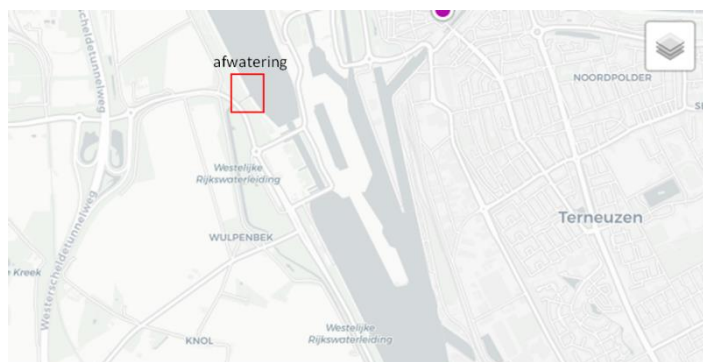 afwatering
NOORDPOLDER
Westerscheldetunnelweg
Westelijke
Rijkswaterleiding
Terneuzen
WULPENBEK
Kreek
Westerscheldetunnelweg
KNOL
Westelijke
Rijkswaterleiding